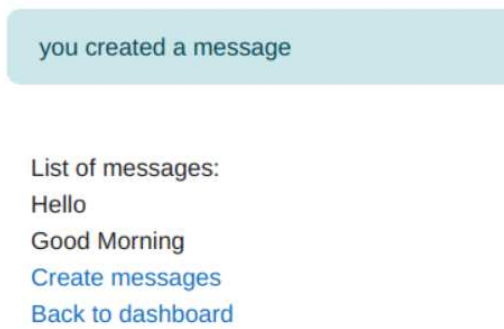 you created a message
List of messages:
Hello
Good Morning
Create messages
Back to dashboard